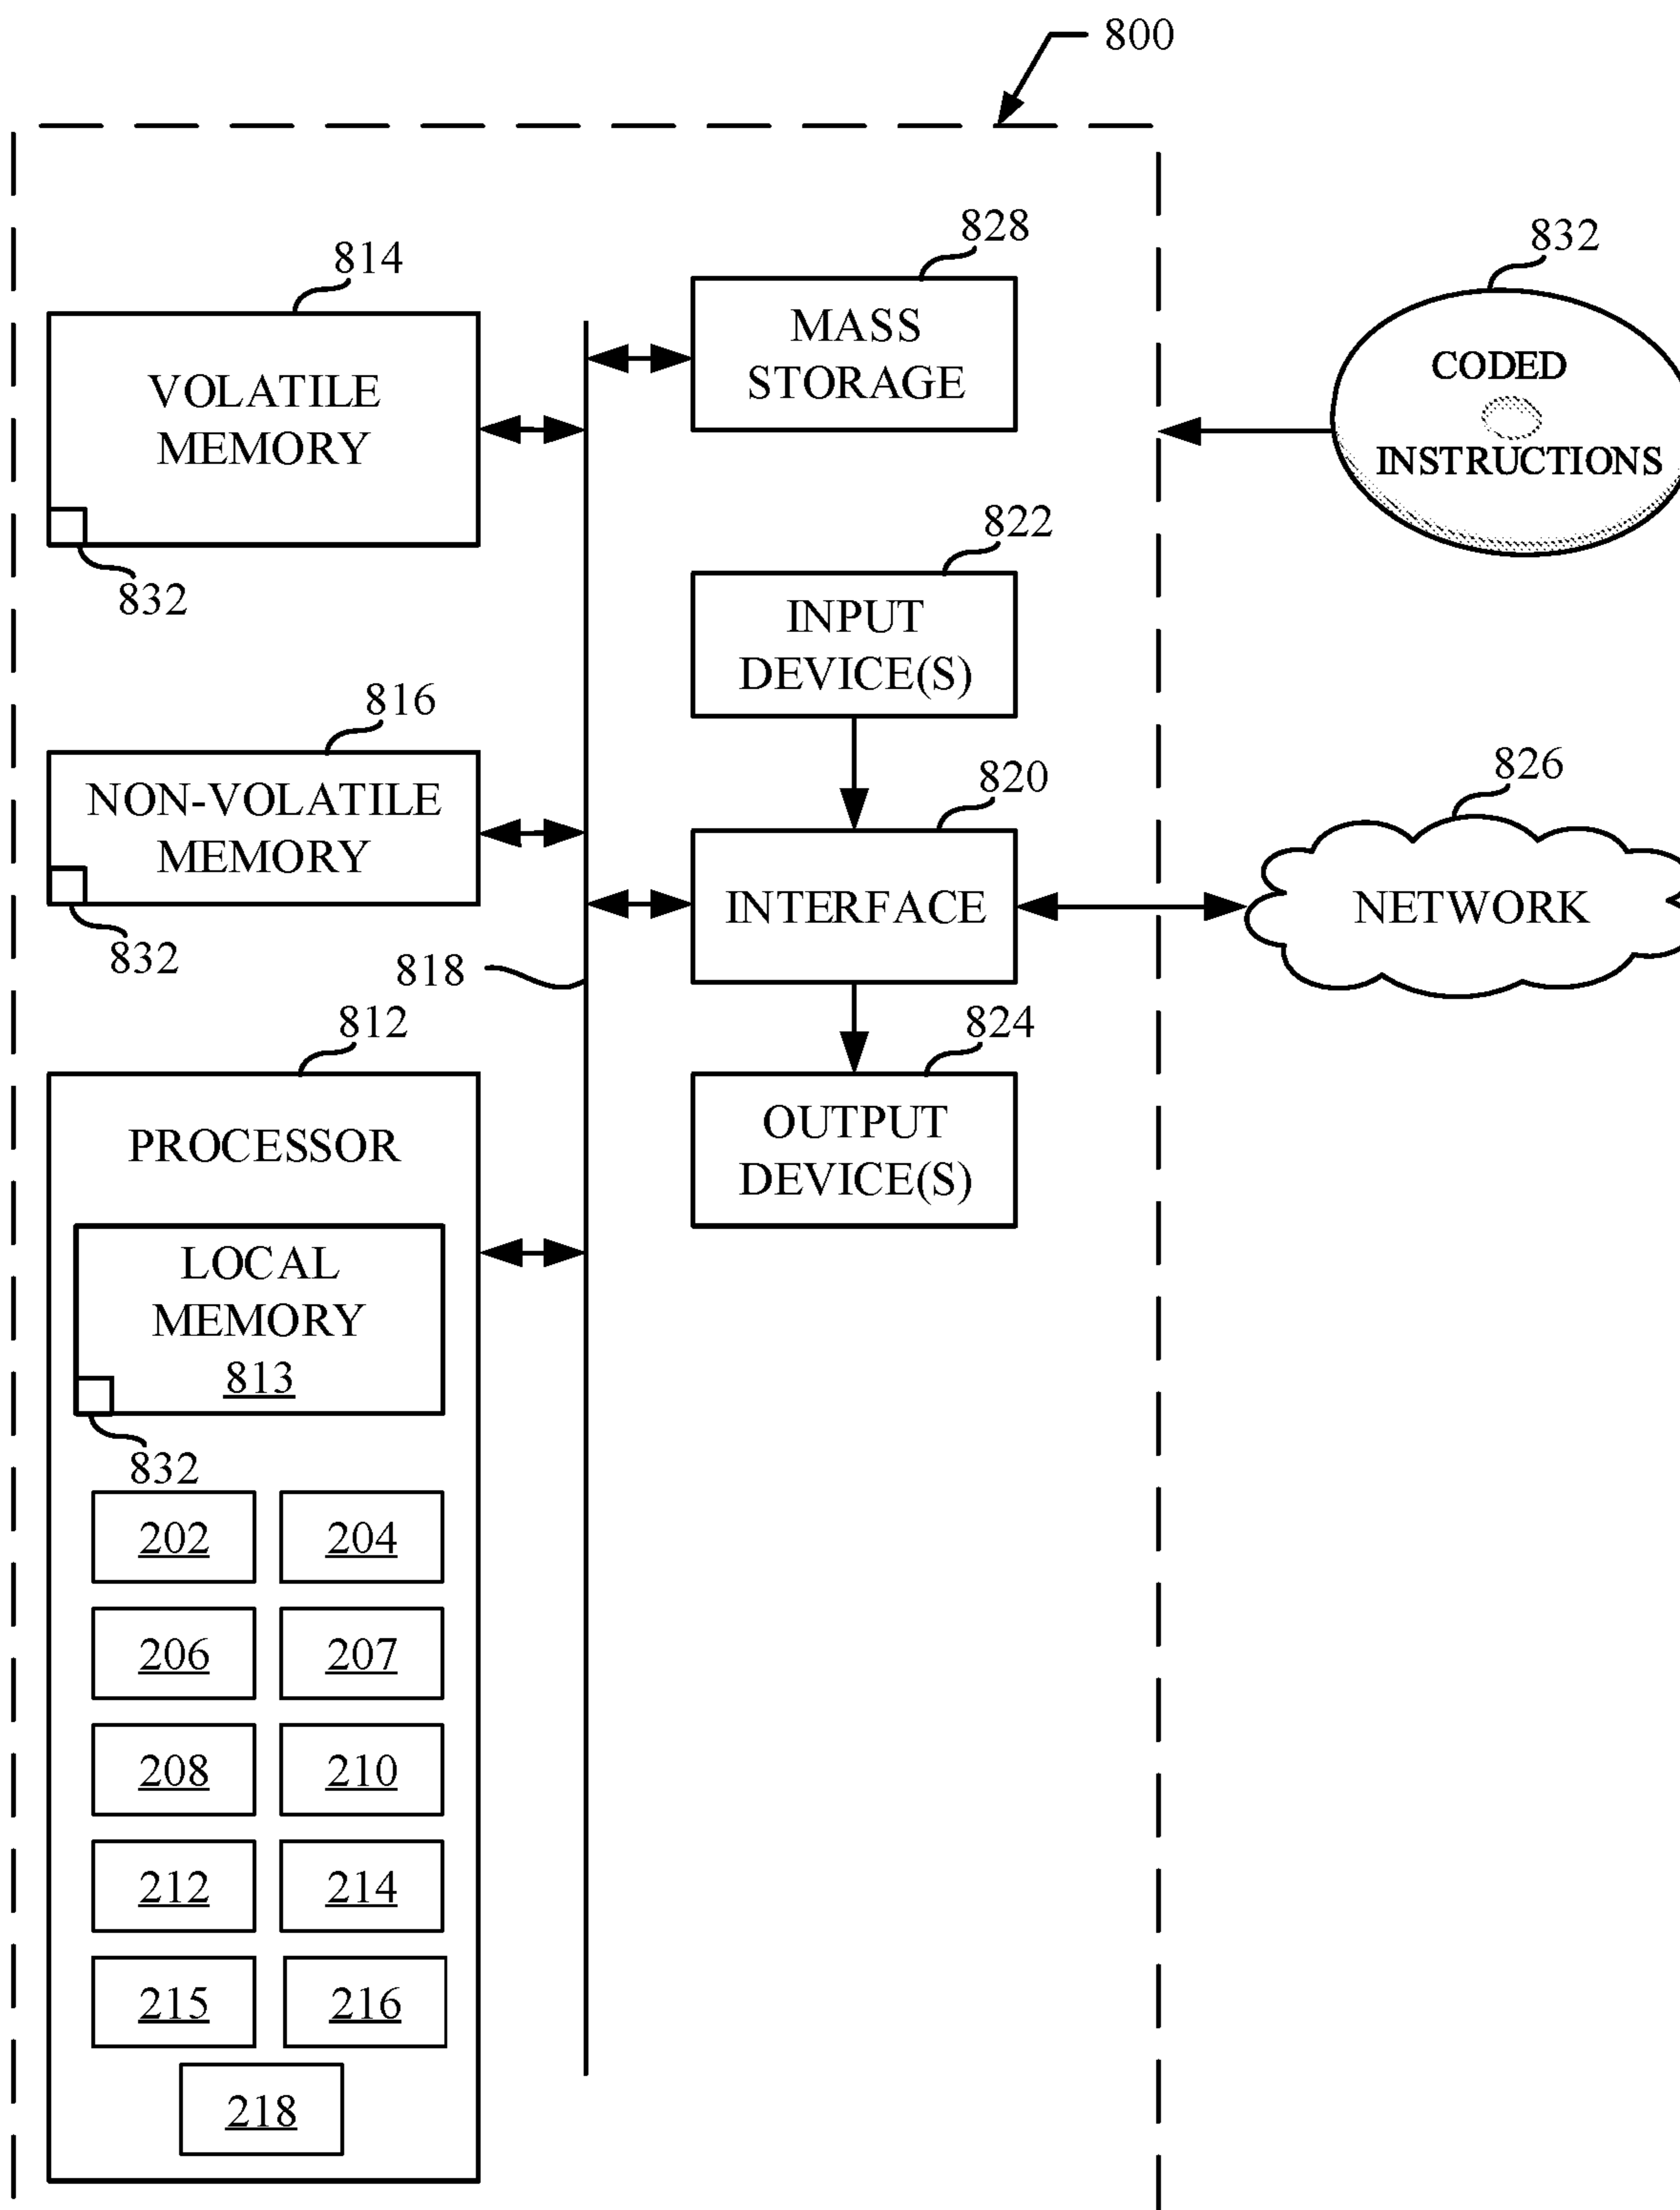 800
828
832
814
MASS
STORAGE
CODED
INSTRUCTIONS
VOLATILE
MEMORY
822
832
INPUT
DEVICE(S)
816
820
826
NON-VOLATILE
MEMORY
INTERFACE
NETWORK
832
818
812
824
PROCESSOR
OUTPUT
DEVICE(S)
LOCAL
MEMORY
813
832
202 204
206 207
208 210
212 214
215 216
218